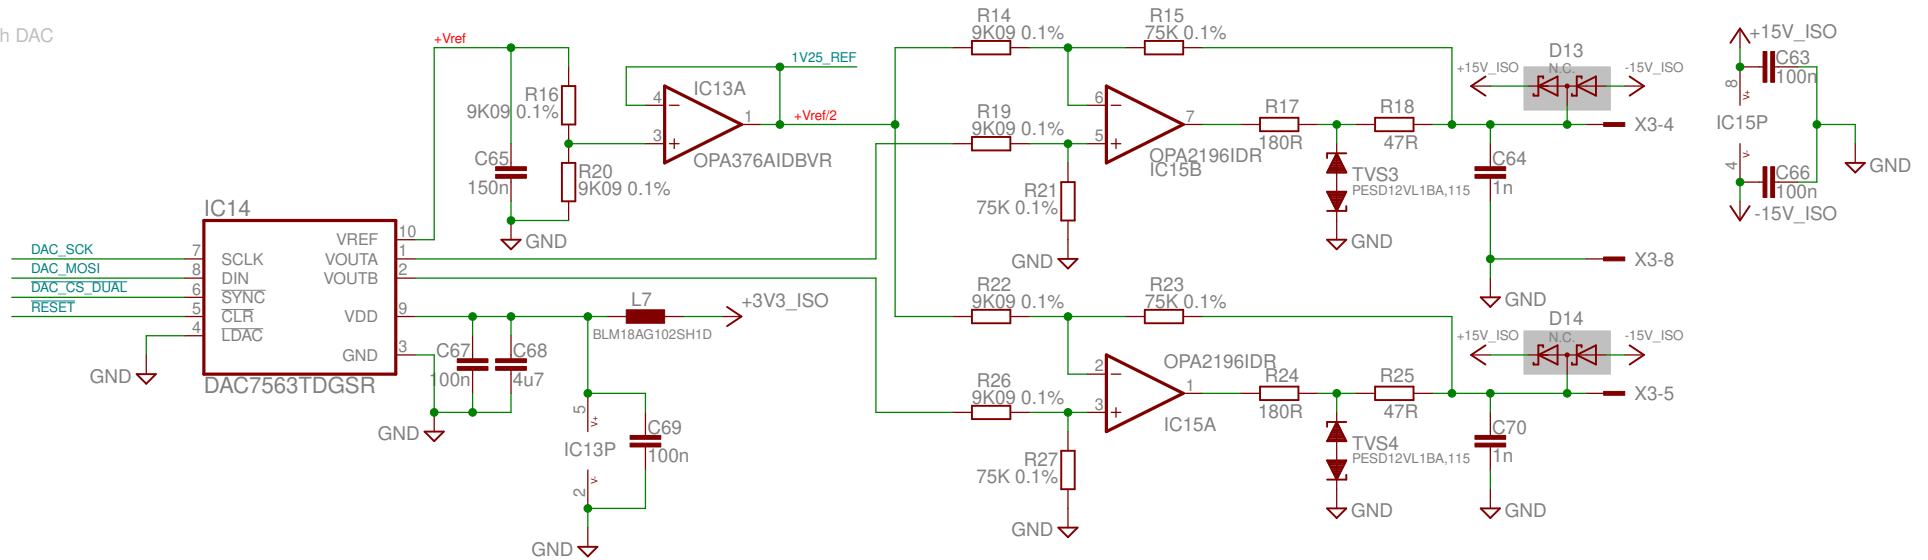 h DAC
+Vref
R16
9K09 0.1%
C65
150n
R20
9K09 0.1%
GND
1V25_REF
IC13A
4
3
1
OPA376AIDBVR
+Vref/2
IC14
DAC_SCK
DAC_MOSI
DAC_CS_DUAL
RESET
7
8
6
5
4
SCLK
DIN
SYNC
CLR
LDAC
VREF
VOUTA
VOUTB
VDD
GND
10
1
2
9
3
DAC7563TDGSR
GND
L7
BLM18AG102SH1D
+3V3_ISO
C67
100n
C68
4u7
GND
5
V+
IC13P
2
V-
C69
100n
GND
R14
9K09 0.1%
R15
75K 0.1%
R19
9K09 0.1%
R21
75K 0.1%
GND
6
5
7
OPA2196IDR
IC15B
R17
180R
R18
47R
TVS3
PESD12VL1BA,115
GND
D13
N.C.
+15V_ISO
-15V_ISO
C64
1n
X3-4
X3-8
GND
R22
9K09 0.1%
R23
75K 0.1%
R26
9K09 0.1%
R27
75K 0.1%
GND
OPA2196IDR
2
3
1
IC15A
R24
180R
R25
47R
TVS4
PESD12VL1BA,115
GND
D14
N.C.
+15V_ISO
-15V_ISO
C70
1n
X3-5
GND
+15V_ISO
C63
100n
8
V+
IC15P
4
V-
C66
100n
-15V_ISO
GND